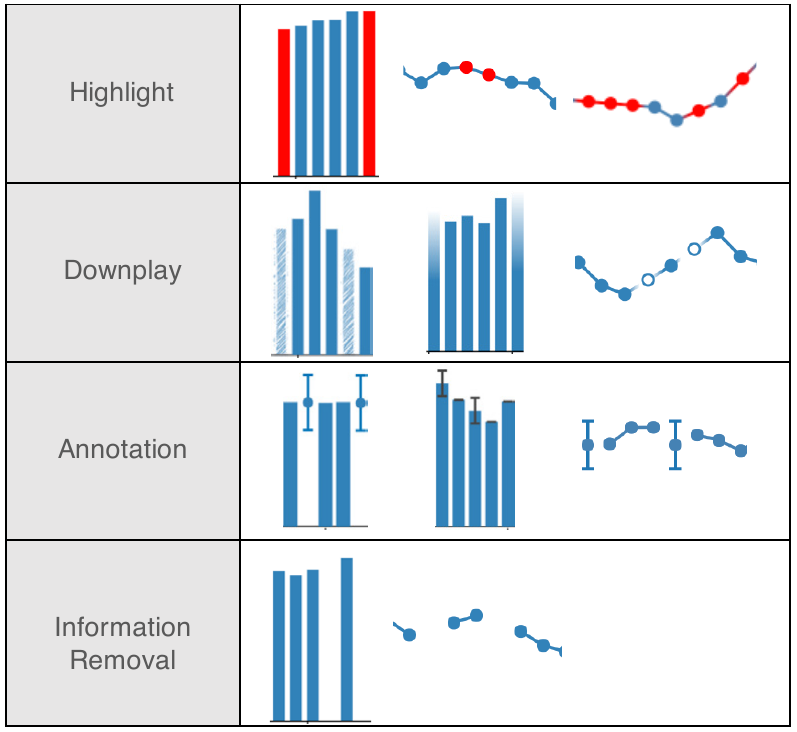 Highlight
Downplay
Annotation
Information
Removal